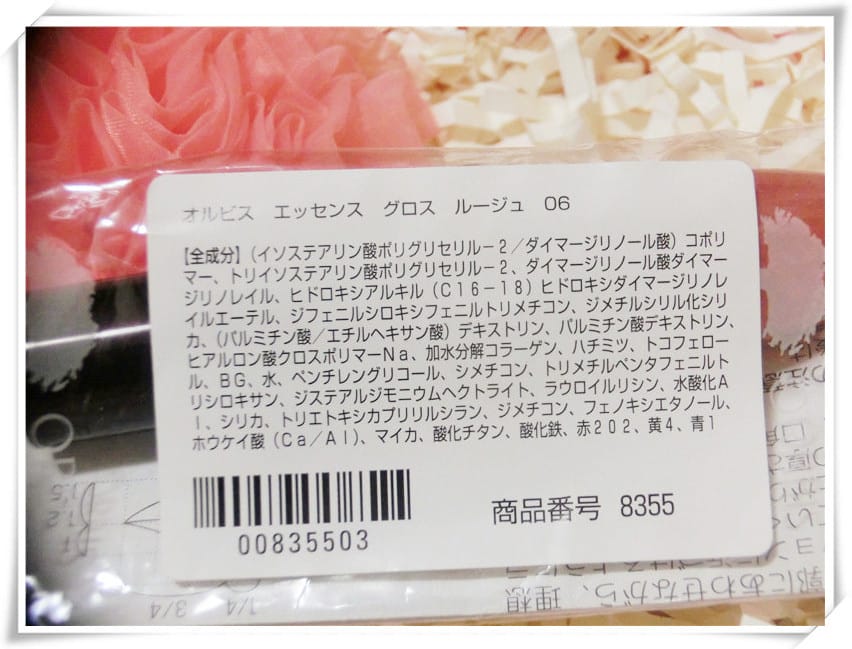 オルビス　エッセンス　グロス　ルージュ　06
【全成分】（イソステアリン酸ポリグリセリル－2／ダイマージリノール酸）コポリ
マー、トリイソステアリン酸ポリグリセリル－2、ダイマージリノール酸ダイマー
ジリノレイル、ヒドロキシアルキル（C16－18）ヒドロキシダイマージリノレ
イルエーテル、ジフェニルシロキシフェニルトリメチコン、ジメチルシリル化シリ
カ、（パルミチン酸／エチルヘキサン酸）デキストリン、パルミチン酸デキストリン、
ヒアルロン酸クロスポリマーNa、加水分解コラーゲン、ハチミツ、トコフェロー
ル、BG、水、ペンチレングリコール、シメチコン、トリメチルペンタフェニルト
リシロキサン、ジステアルジモニウムヘクトライト、ラウロイルリシン、水酸化A
l、シリカ、トリエトキシカプリリルシラン、ジメチコン、フェノキシエタノール、
ホウケイ酸（Ca／Al）、マイカ、酸化チタン、酸化鉄、赤202、黄4、青1
00835503
商品番号　8355
1/4
3/4
郭にあわせながら、理想